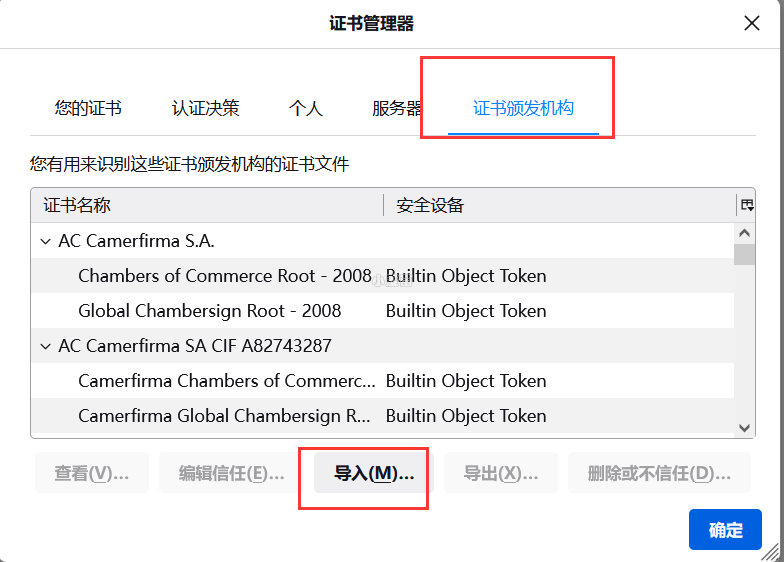 证书管理器
您的证书 认证决策 个人 服务器 证书颁发机构
您有用来识别这些证书颁发机构的证书文件
证书名称 安全设备
AC Camerfirma S.A.
Chambers of Commerce Root - 2008 Builtin Object Token
Global Chambersign Root - 2008 Builtin Object Token
AC Camerfirma SA CIF A82743287
Camerfirma Chambers of Commerc... Builtin Object Token
Camerfirma Global Chambersign R... Builtin Object Token
查看(V)... 编辑信任(E)... 导入(M)... 导出(X)... 删除或不信任(D)...
确定